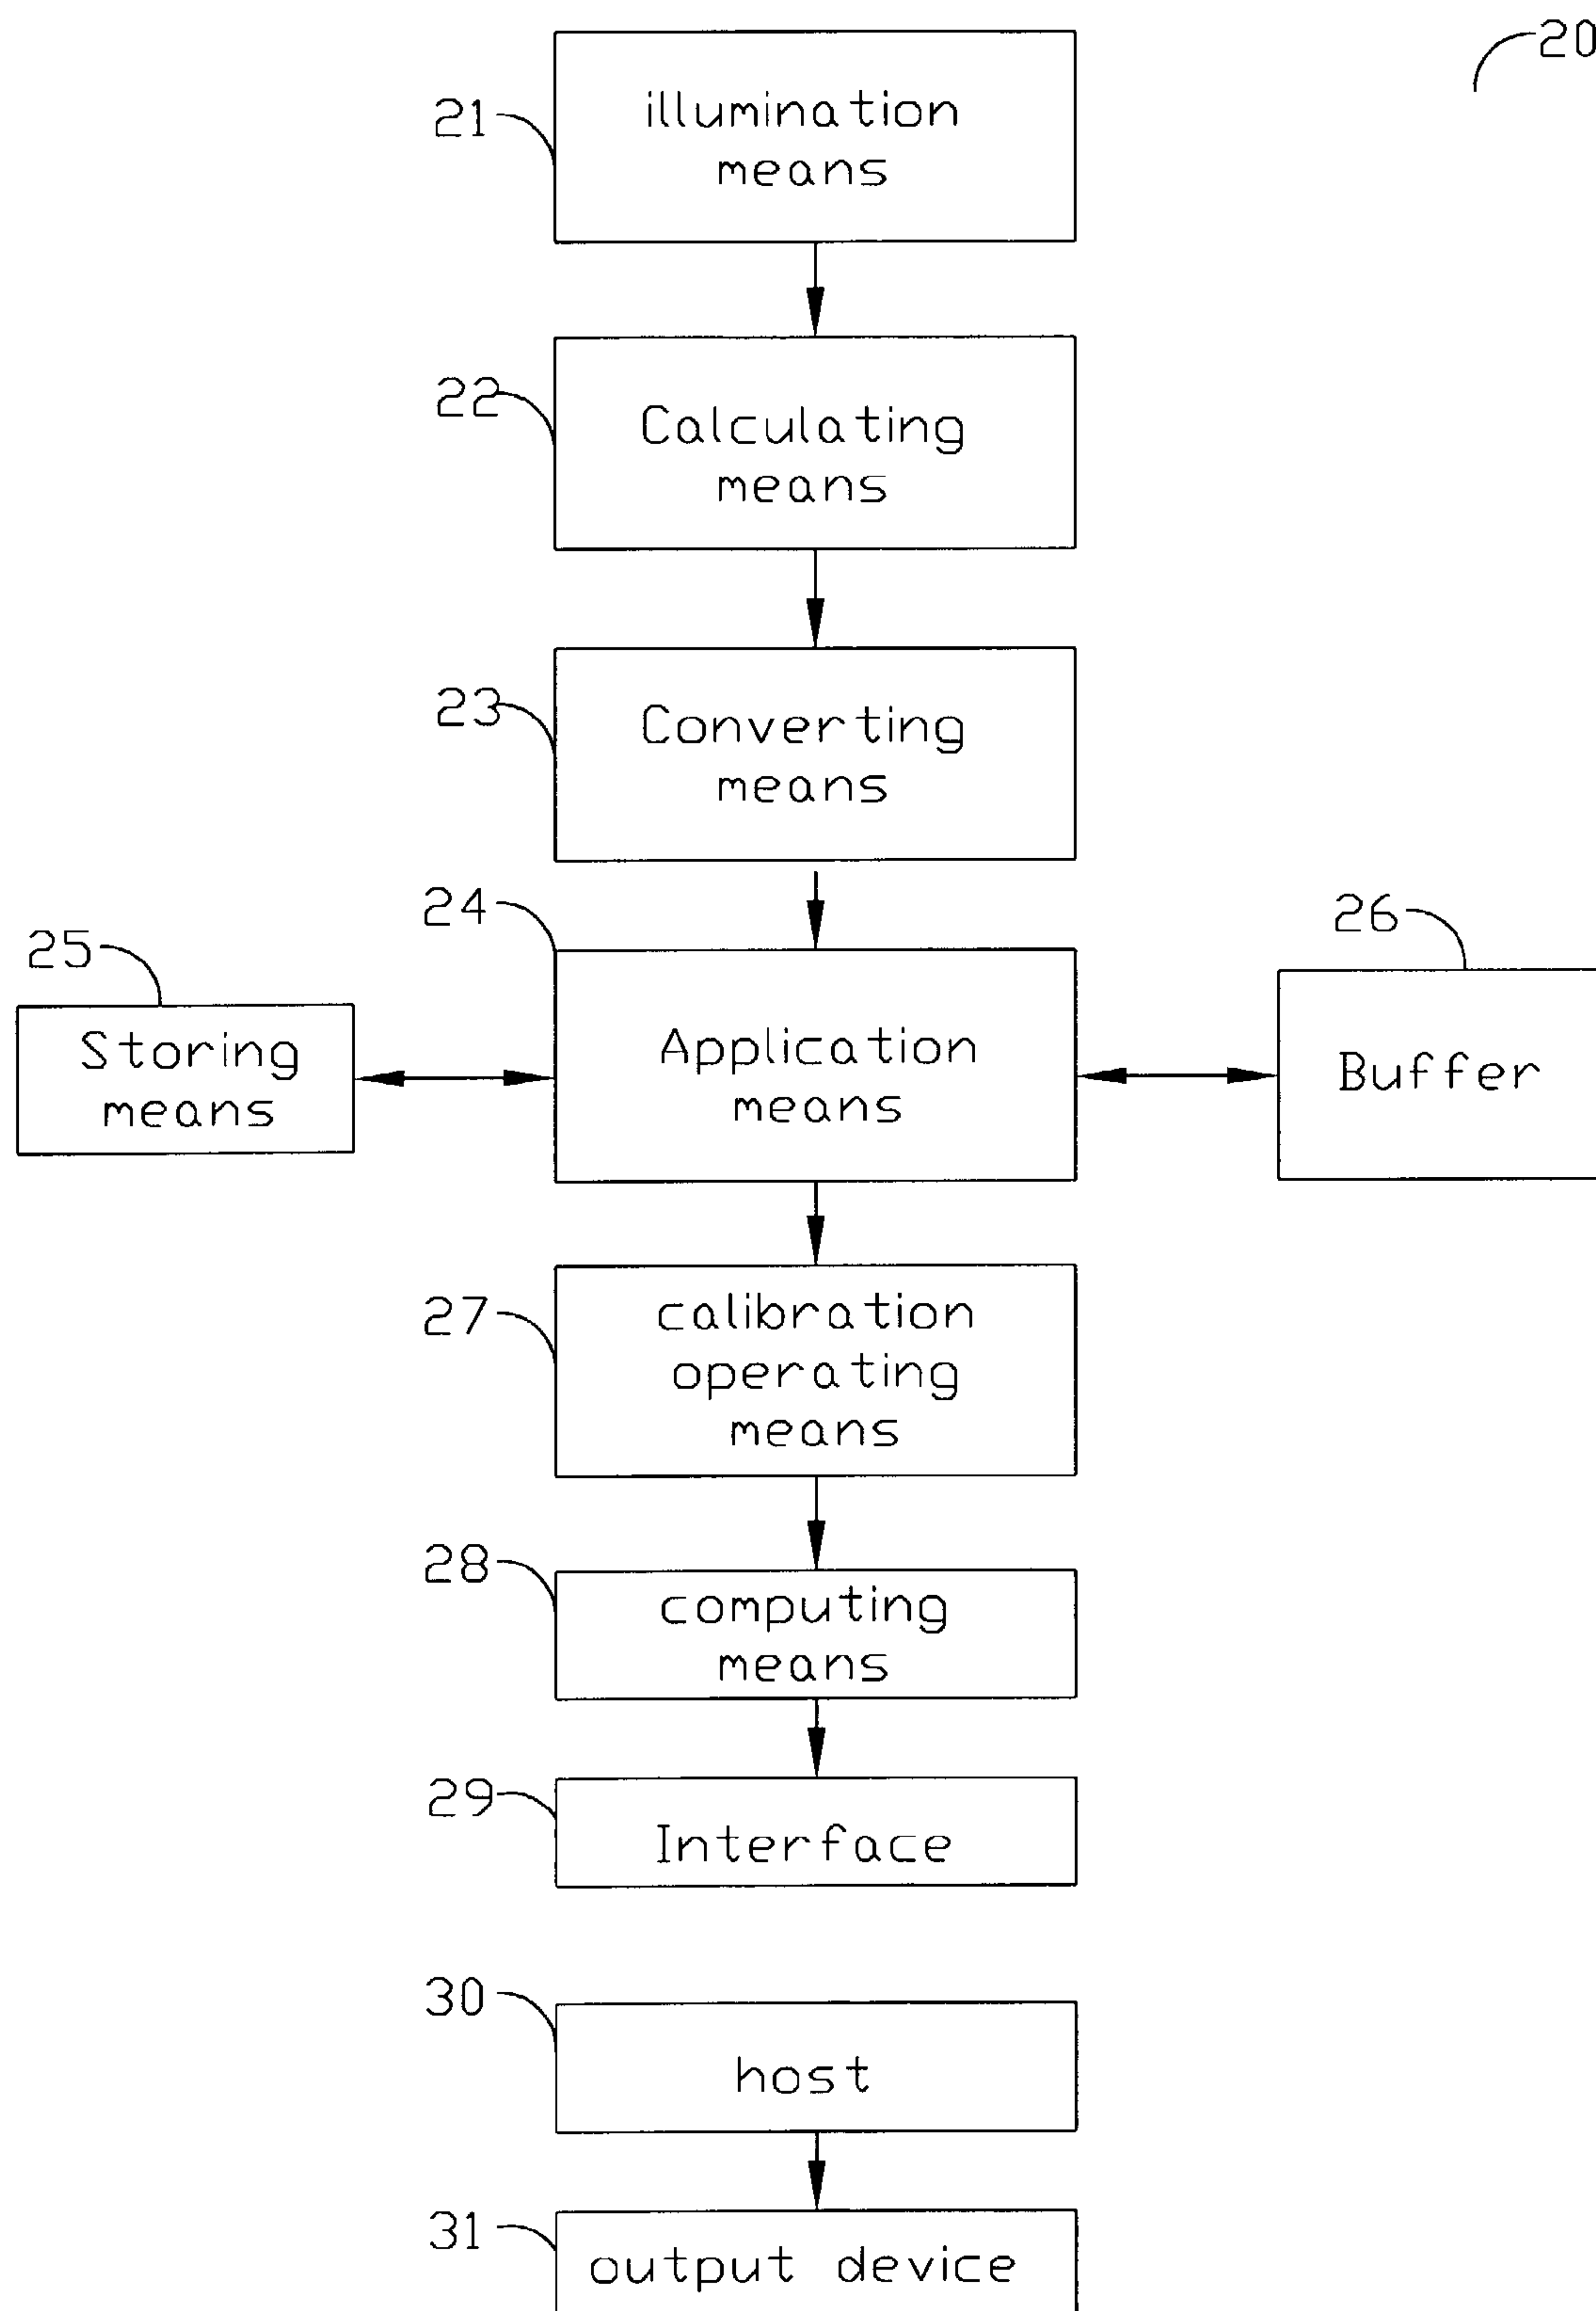 20
21
illumination
means
22
Calculating
means
23
Converting
means
24
25
26
Storing
means
Application
means
Buffer
27
calibration
operating
means
28
computing
means
29
Interface
30
host
31
output device